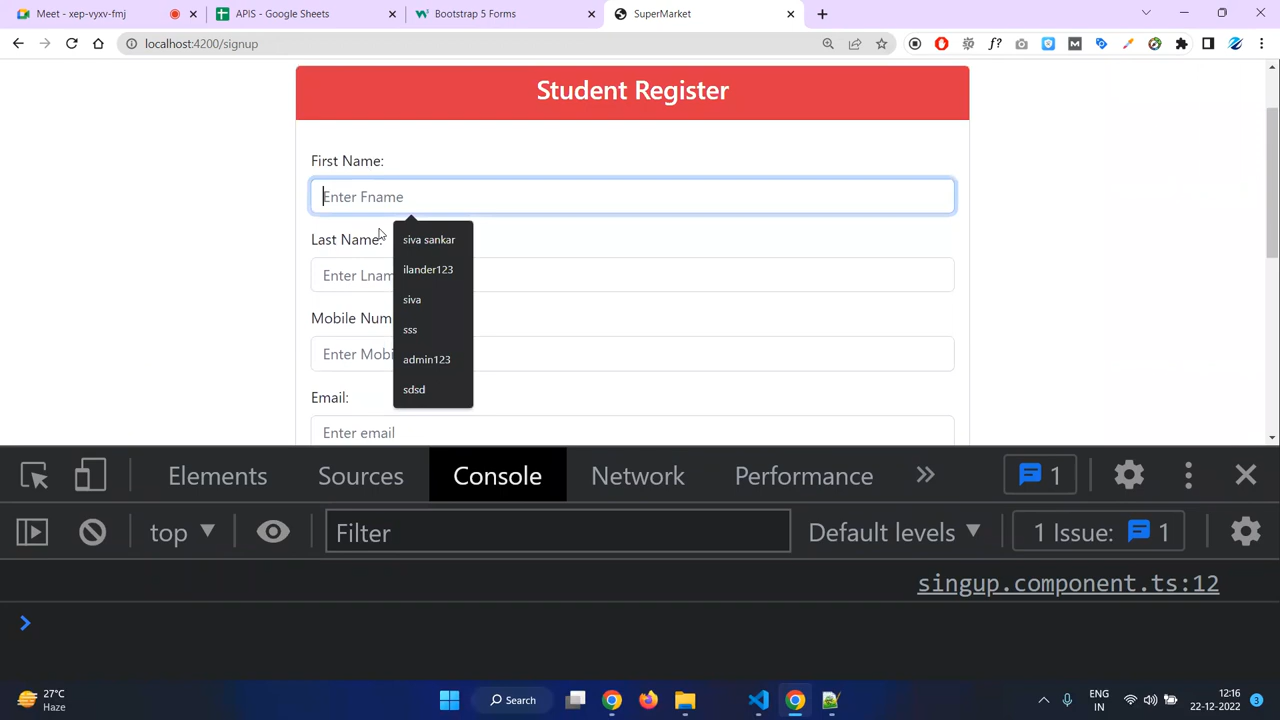 Meet - xep-vyxv-fmj
APIS - Google Sheets
Bootstrap 5 Forms
SuperMarket
localhost:4200/signup
Student Register
First Name:
Enter Fname
siva sankar
Last Name:
ilander123
Enter Lnam
siva
Mobile Num
sss
Enter Mobi
admin123
sdsd
Email:
Enter email
Elements
Sources
Console
Network
Performance
1
top
Filter
Default levels
1 Issue: 1
singup.component.ts:12
27°C
Haze
Search
ENG
IN
12:16
22-12-2022
3